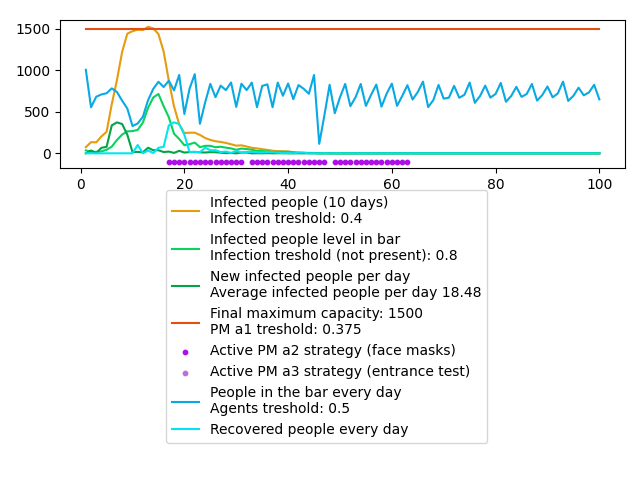 1500
1000
500
0
0
20
40
60
80
100
Infected people (10 days)
Infection treshold: 0.4
Infected people level in bar
Infection treshold (not present): 0.8
New infected people per day
Average infected people per day 18.48
Final maximum capacity: 1500
PM a1 treshold: 0.375
Active PM a2 strategy (face masks)
Active PM a3 strategy (entrance test)
People in the bar every day
Agents treshold: 0.5
Recovered people every day